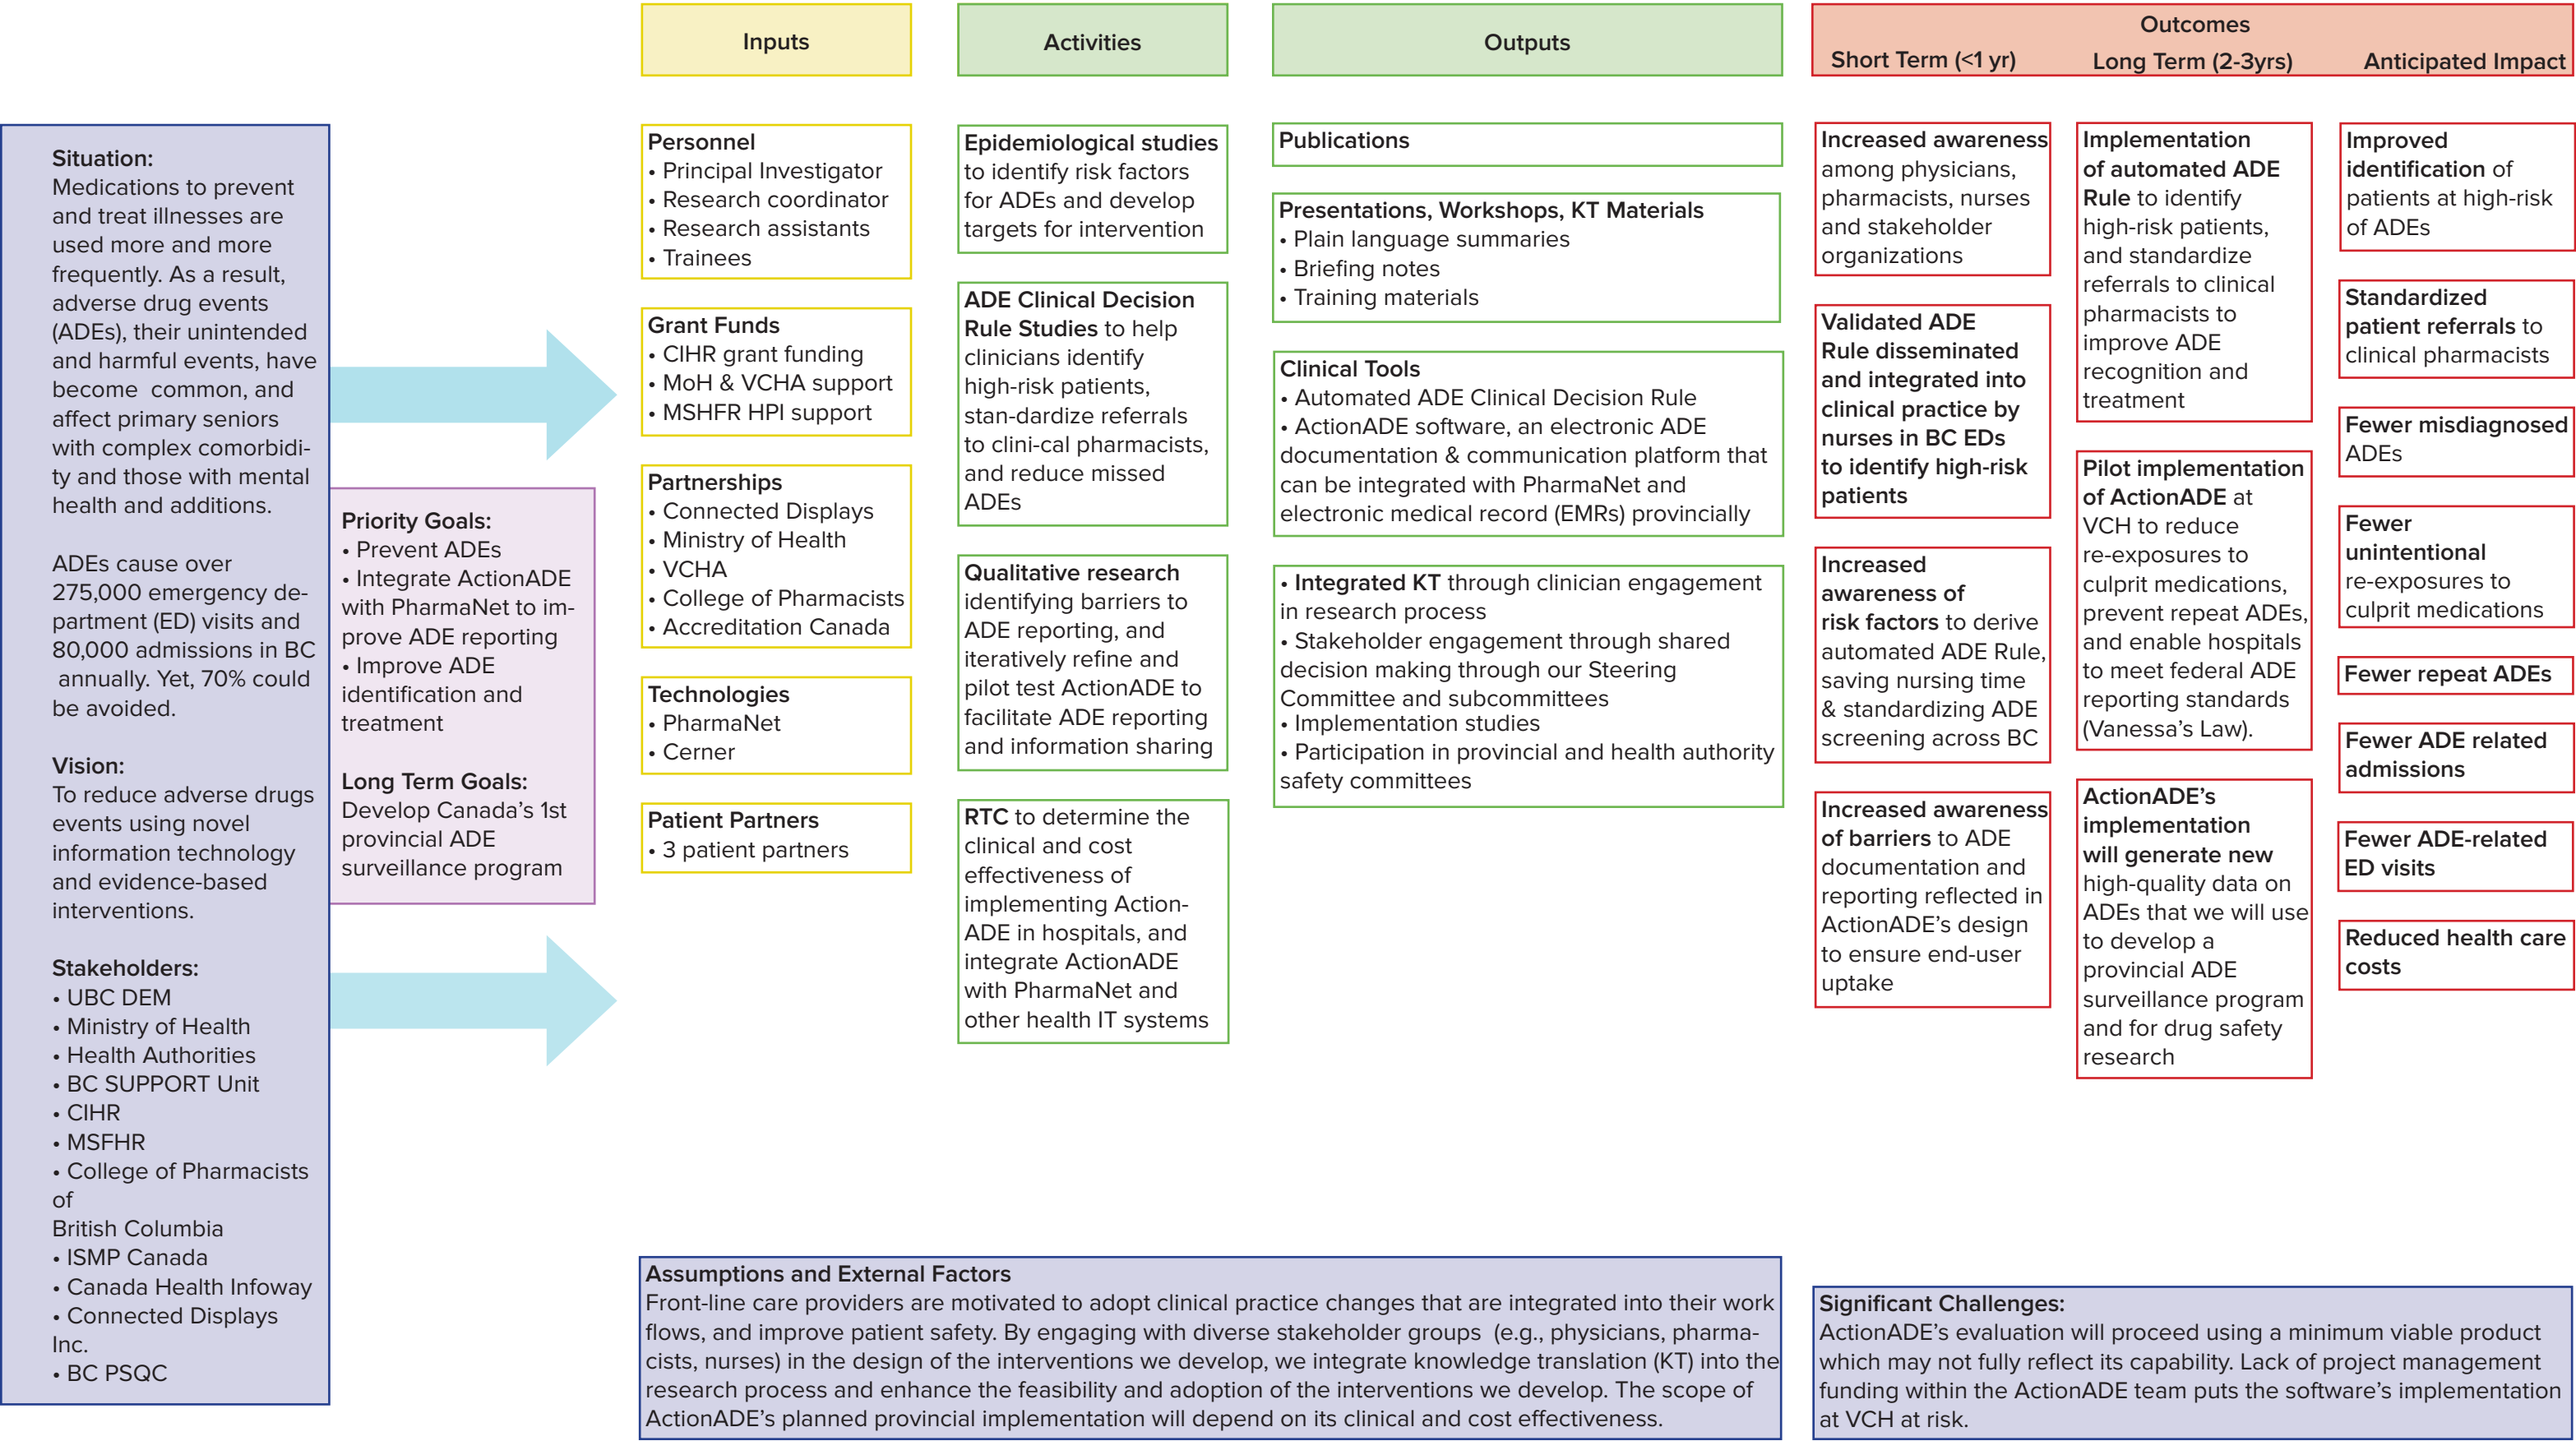 Inputs
Activities
Outputs
Outcomes
Short Term (<1 yr)
Long Term (2-3yrs)
Anticipated Impact
Situation:
Medications to prevent
and treat illnesses are
used more and more
frequently. As a result,
adverse drug events
(ADEs), their unintended
and harmful events, have
become  common, and
affect primary seniors
with complex comorbidi-
ty and those with mental
health and additions.
ADEs cause over
275,000 emergency de-
partment (ED) visits and
80,000 admissions in BC
annually. Yet, 70% could
be avoided.
Vision:
To reduce adverse drugs
events using novel
information technology
and evidence-based
interventions.
Stakeholders:
• UBC DEM
• Ministry of Health
• Health Authorities
• BC SUPPORT Unit
• CIHR
• MSFHR
• College of Pharmacists
of
British Columbia
• ISMP Canada
• Canada Health Infoway
• Connected Displays
Inc.
• BC PSQC
Priority Goals:
• Prevent ADEs
• Integrate ActionADE
with PharmaNet to im-
prove ADE reporting
• Improve ADE
identification and
treatment
Long Term Goals:
Develop Canada's 1st
provincial ADE
surveillance program
Personnel
• Principal Investigator
• Research coordinator
• Research assistants
• Trainees
Grant Funds
• CIHR grant funding
• MoH & VCHA support
• MSHFR HPI support
Partnerships
• Connected Displays
• Ministry of Health
• VCHA
• College of Pharmacists
• Accreditation Canada
Technologies
• PharmaNet
• Cerner
Patient Partners
• 3 patient partners
Epidemiological studies
to identify risk factors
for ADEs and develop
targets for intervention
ADE Clinical Decision
Rule Studies to help
clinicians identify
high-risk patients,
stan-dardize referrals
to clini-cal pharmacists,
and reduce missed
ADEs
Qualitative research
identifying barriers to
ADE reporting, and
iteratively refine and
pilot test ActionADE to
facilitate ADE reporting
and information sharing
RTC to determine the
clinical and cost
effectiveness of
implementing Action-
ADE in hospitals, and
integrate ActionADE
with PharmaNet and
other health IT systems
Publications
Presentations, Workshops, KT Materials
• Plain language summaries
• Briefing notes
• Training materials
Clinical Tools
• Automated ADE Clinical Decision Rule
• ActionADE software, an electronic ADE
documentation & communication platform that
can be integrated with PharmaNet and
electronic medical record (EMRs) provincially
• Integrated KT through clinician engagement
in research process
• Stakeholder engagement through shared
decision making through our Steering
Committee and subcommittees
• Implementation studies
• Participation in provincial and health authority
safety committees
Increased awareness
among physicians,
pharmacists, nurses
and stakeholder
organizations
Validated ADE
Rule disseminated
and integrated into
clinical practice by
nurses in BC EDs
to identify high-risk
patients
Increased
awareness of
risk factors to derive
automated ADE Rule,
saving nursing time
& standardizing ADE
screening across BC
Increased awareness
of barriers to ADE
documentation and
reporting reflected in
ActionADE's design
to ensure end-user
uptake
Implementation
of automated ADE
Rule to identify
high-risk patients,
and standardize
referrals to clinical
pharmacists to
improve ADE
recognition and
treatment
Pilot implementation
of ActionADE at
VCH to reduce
re-exposures to
culprit medications,
prevent repeat ADEs,
and enable hospitals
to meet federal ADE
reporting standards
(Vanessa's Law).
ActionADE's
implementation
will generate new
high-quality data on
ADEs that we will use
to develop a
provincial ADE
surveillance program
and for drug safety
research
Improved
identification of
patients at high-risk
of ADEs
Standardized
patient referrals to
clinical pharmacists
Fewer misdiagnosed
ADEs
Fewer
unintentional
re-exposures to
culprit medications
Fewer repeat ADEs
Fewer ADE related
admissions
Fewer ADE-related
ED visits
Reduced health care
costs
Assumptions and External Factors
Front-line care providers are motivated to adopt clinical practice changes that are integrated into their work
flows, and improve patient safety. By engaging with diverse stakeholder groups  (e.g., physicians, pharma-
cists, nurses) in the design of the interventions we develop, we integrate knowledge translation (KT) into the
research process and enhance the feasibility and adoption of the interventions we develop. The scope of
ActionADE's planned provincial implementation will depend on its clinical and cost effectiveness.
Significant Challenges:
ActionADE's evaluation will proceed using a minimum viable product
which may not fully reflect its capability. Lack of project management
funding within the ActionADE team puts the software's implementation
at VCH at risk.